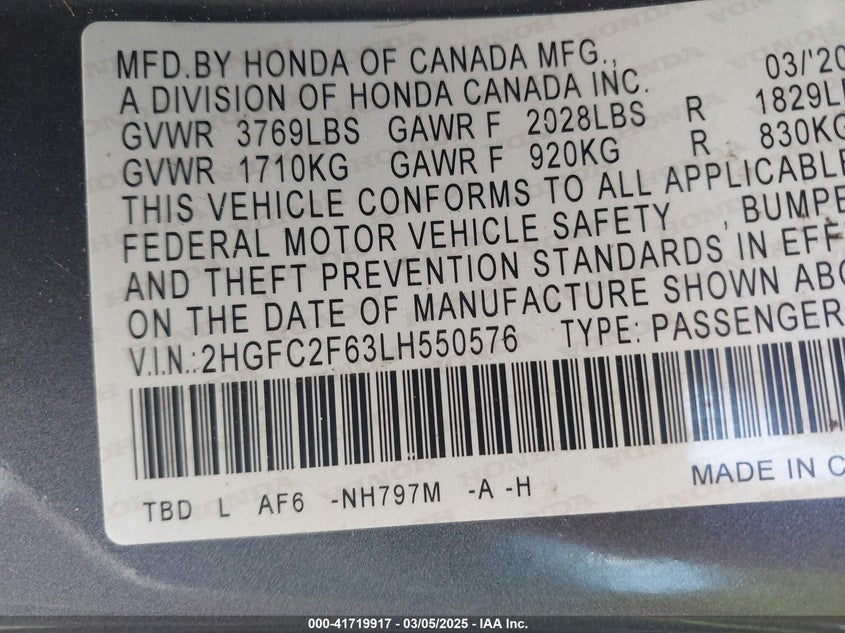 MFD.BY HONDA OF CANADA MFG., 03/'20
A DIVISION OF HONDA CANADA INC.
GVWR 3769LBS GAWR F 2028LBS R 1829L
GVWR 1710KG GAWR F 920KG R 830KG
THIS VEHICLE CONFORMS TO ALL APPLICABLE
FEDERAL MOTOR VEHICLE SAFETY , BUMPE
AND THEFT PREVENTION STANDARDS IN EFF
ON THE DATE OF MANUFACTURE SHOWN ABO
V.I.N.:2HGFC2F63LH550576 TYPE: PASSENGER
MADE IN C
TBD L AF6 -NH797M -A -H
000-41719917 - 03/05/2025 - IAA Inc.